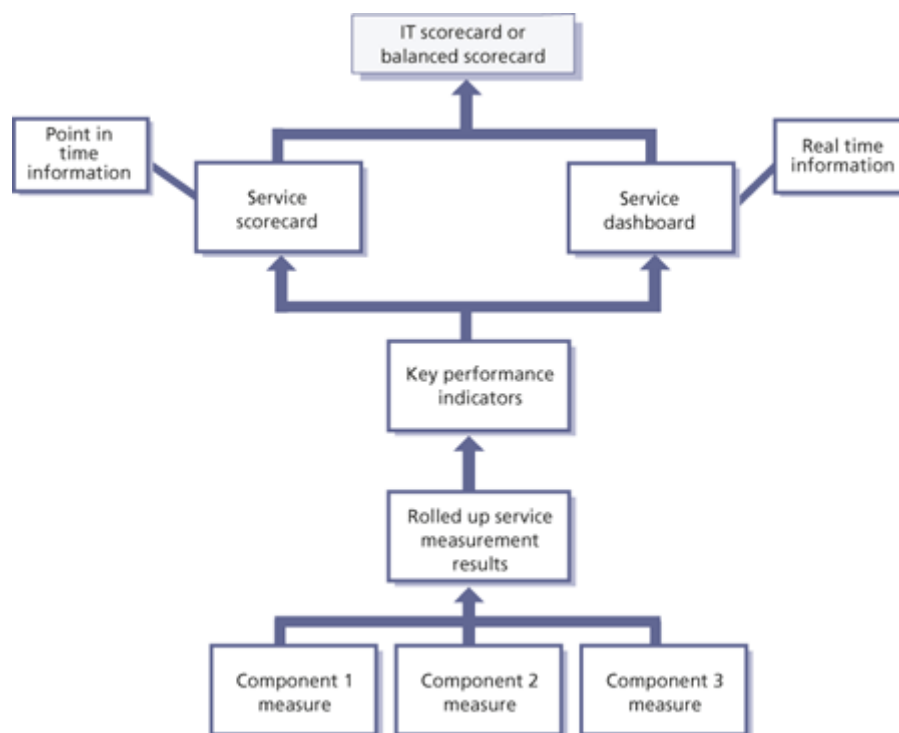 IT scorecard or
balanced scorecard
Point in
time
information
Real time
information
Service
scorecard
Service
dashboard
Key performance
indicators
Rolled up service
measurement
results
Component 1
measure
Component 2
measure
Component 3
measure